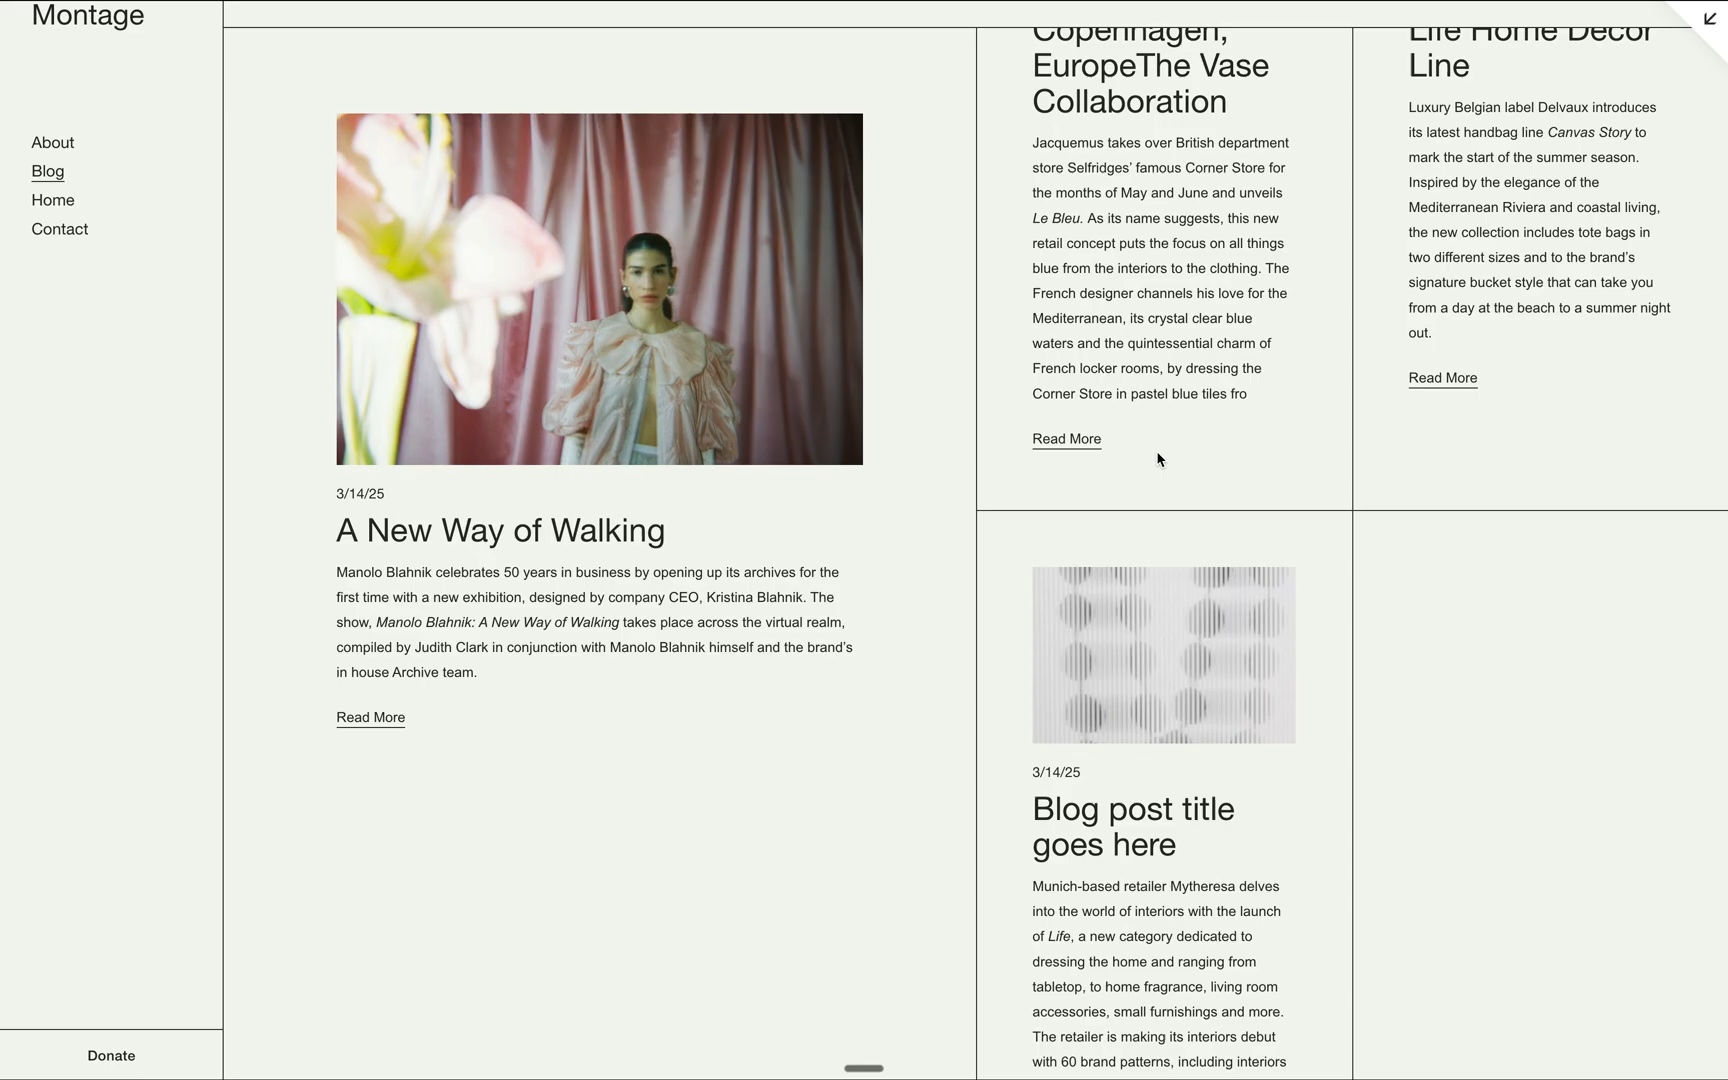 Montage
About
Blog
Home
Contact
Donate
3/14/25
A New Way of Walking
Manolo Blahnik celebrates 50 years in business by opening up its archives for the
first time with a new exhibition, designed by company CEO, Kristina Blahnik. The
show, Manolo Blahnik: A New Way of Walking takes place across the virtual realm,
compiled by Judith Clark in conjunction with Manolo Blahnik himself and the brand’s
in house Archive team.
Read More
Copenhagen,
EuropeThe Vase
Collaboration
Jacquemus takes over British department
store Selfridges’ famous Corner Store for
the months of May and June and unveils
Le Bleu. As its name suggests, this new
retail concept puts the focus on all things
blue from the interiors to the clothing. The
French designer channels his love for the
Mediterranean, its crystal clear blue
waters and the quintessential charm of
French locker rooms, by dressing the
Corner Store in pastel blue tiles fro
Read More
3/14/25
Blog post title
goes here
Munich-based retailer Mytheresa delves
into the world of interiors with the launch
of Life, a new category dedicated to
dressing the home and ranging from
tabletop, to home fragrance, living room
accessories, small furnishings and more.
The retailer is making its interiors debut
with 60 brand patterns, including interiors
Life Home Decor
Line
Luxury Belgian label Delvaux introduces
its latest handbag line Canvas Story to
mark the start of the summer season.
Inspired by the elegance of the
Mediterranean Riviera and coastal living,
the new collection includes tote bags in
two different sizes and to the brand’s
signature bucket style that can take you
from a day at the beach to a summer night
out.
Read More